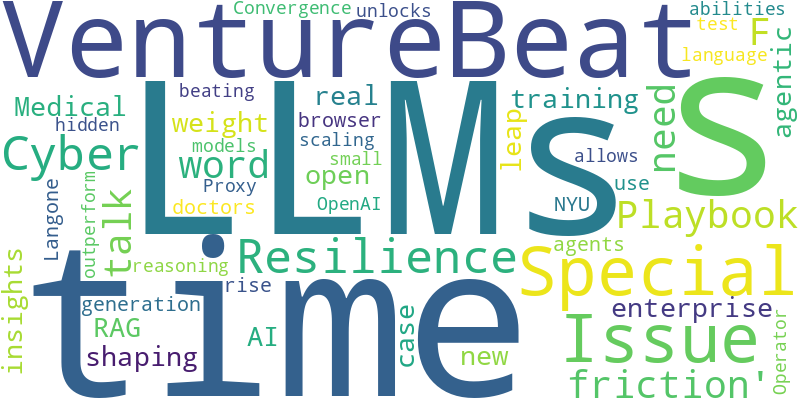 Convergence unlocks abilities
VentureBeat
test F
language
agentic
beating
real
Medical
hidden
weight
browser
training
leap
need
S
LLMs
models
scaling
allows
Cyber
word
small
open
Proxy
doctors
OpenAI
NYU
use
Playbook
Langone
outperform
talk
Resilience
agents
reasoning
Special
insights
time
rise
generation
enterprise
RAG
AI
case
Issue
Operator
shaping
new
friction'